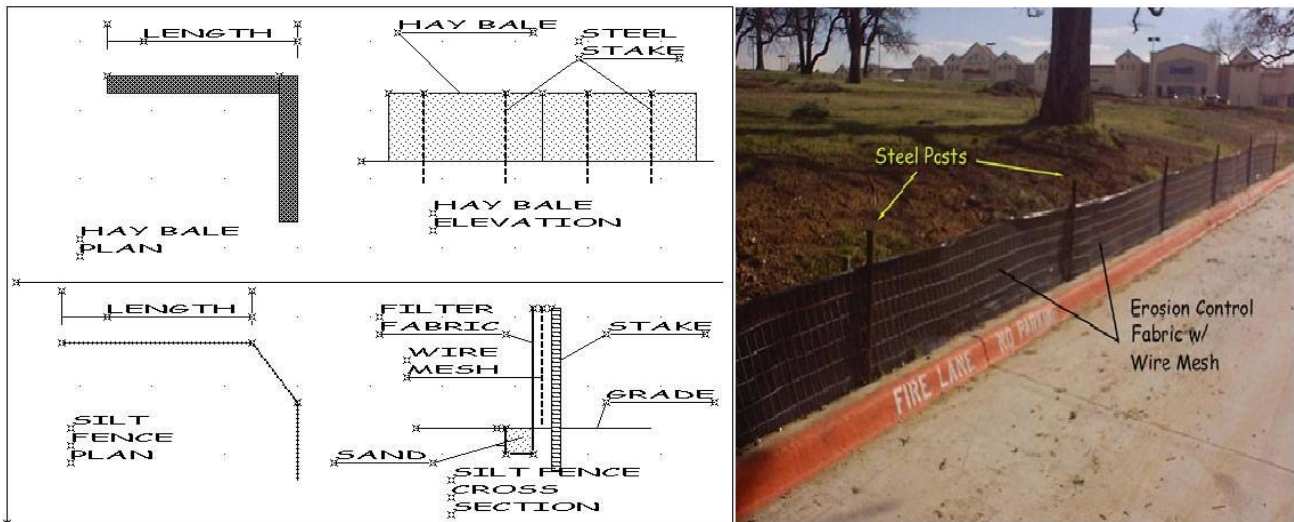 LENGTH
HAY BALE
PLAN
HAY BALE
STEEL
STAKE
HAY BALE
ELEVATION
LENGTH
SILT
FENCE
PLAN
FILTER
FABRIC
WIRE
MESH
STAKE
GRADE
SAND
SILT FENCE
CROSS
SECTION
Steel Posts
Erosion Control
Fabric w/
Wire Mesh
FIRE LANE NO PARKING